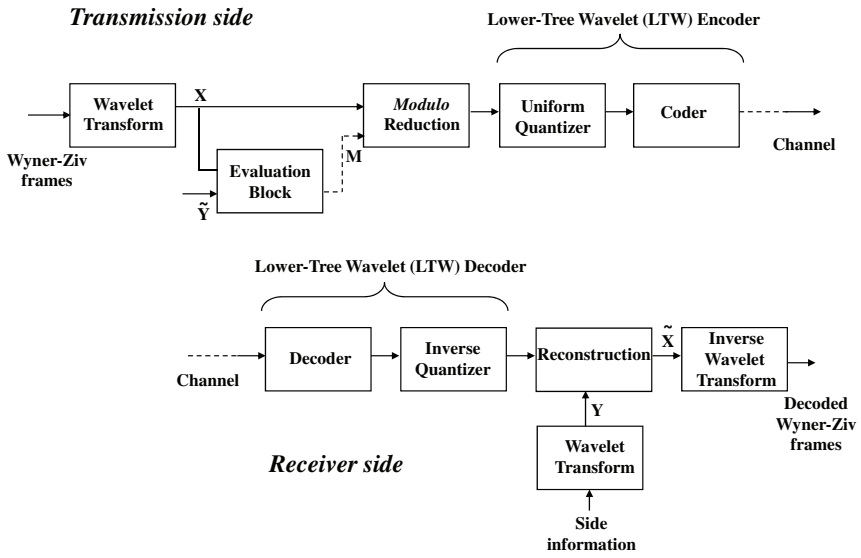 Transmission side
Lower-Tree Wavelet (LTW) Encoder
Wavelet
Transform
X
Modulo
Reduction
Uniform
Quantizer
Coder
Wyner-Ziv
frames
Evaluation
Block
Ỹ
M
Channel
Lower-Tree Wavelet (LTW) Decoder
Channel
Decoder
Inverse
Quantizer
Reconstruction
X̃
Inverse
Wavelet
Transform
Y
Decoded
Wyner-Ziv
frames
Receiver side
Wavelet
Transform
Side
information